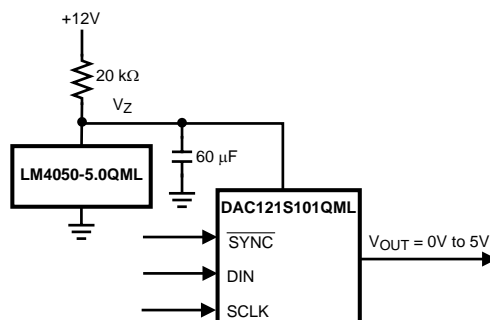 +12V
20 kΩ
VZ
LM4050-5.0QML
60 μF
DAC121S101QML
SYNC
VOUT = 0V to 5V
DIN
SCLK